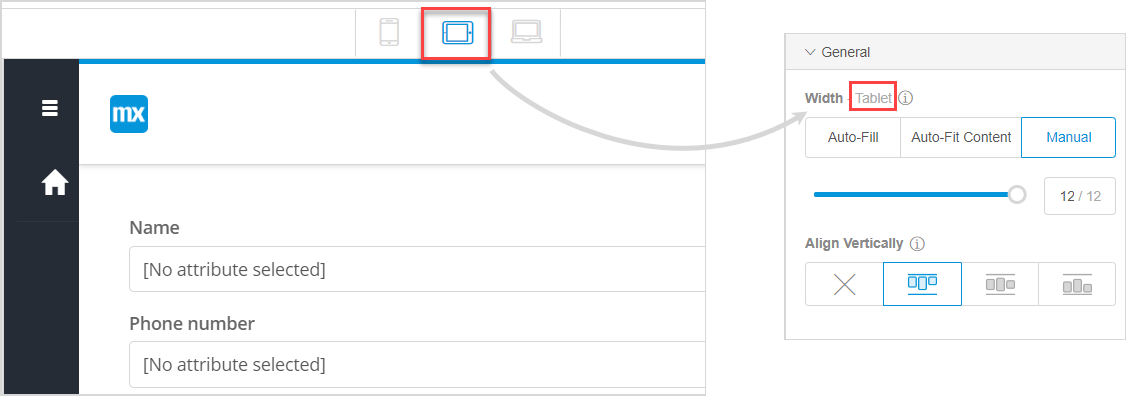 mx
Name
[No attribute selected]
Phone number
[No attribute selected]
General
Width - Tablet
Auto-Fill
Auto-Fit Content
Manual
12 / 12
Align Vertically